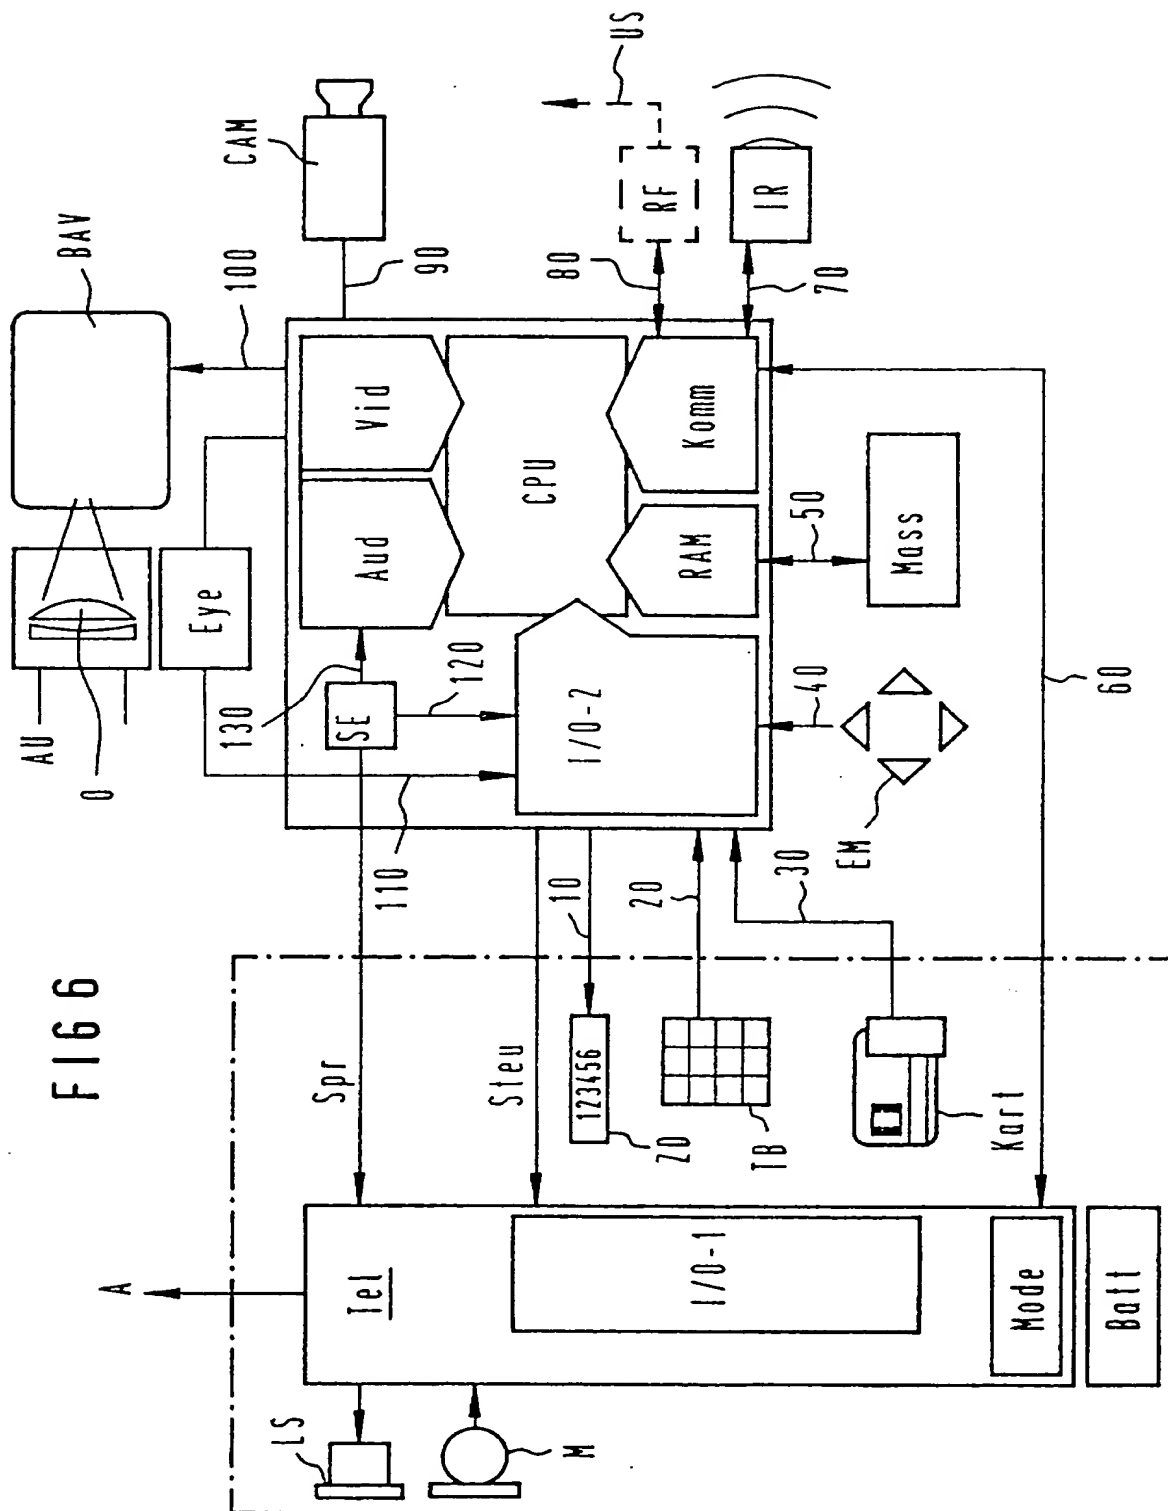 FIG 6
LS
M
A
Tel
I/O-1
Mode
Batt
Spr
Steu
123456
ZD
TB
Kart
10
20
30
110
AU
O
Eye
BAV
100
130
SE
120
I/O-2
Aud
Vid
CPU
RAM
Komm
40
EM
50
Mass
60
90
CAM
80
RF
US
70
IR